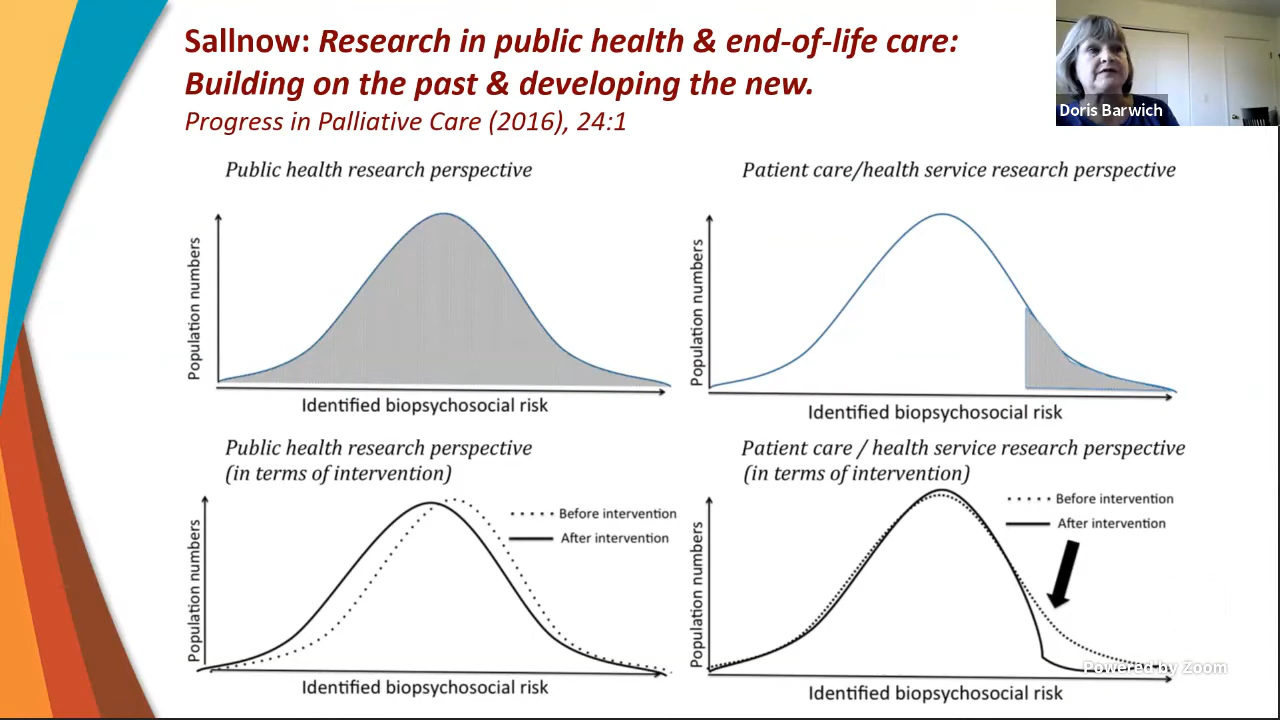 Sallnow: Research in public health & end-of-life care:
Building on the past & developing the new.
Progress in Palliative Care (2016), 24:1
Doris Barwich
Public health research perspective
Population numbers
Identified biopsychosocial risk
Patient care/health service research perspective
Population numbers
Identified biopsychosocial risk
Public health research perspective
(in terms of intervention)
Before intervention
After intervention
Population numbers
Identified biopsychosocial risk
Patient care / health service research perspective
(in terms of intervention)
Before intervention
After intervention
Population numbers
Identified biopsychosocial risk
Powered by Zoom